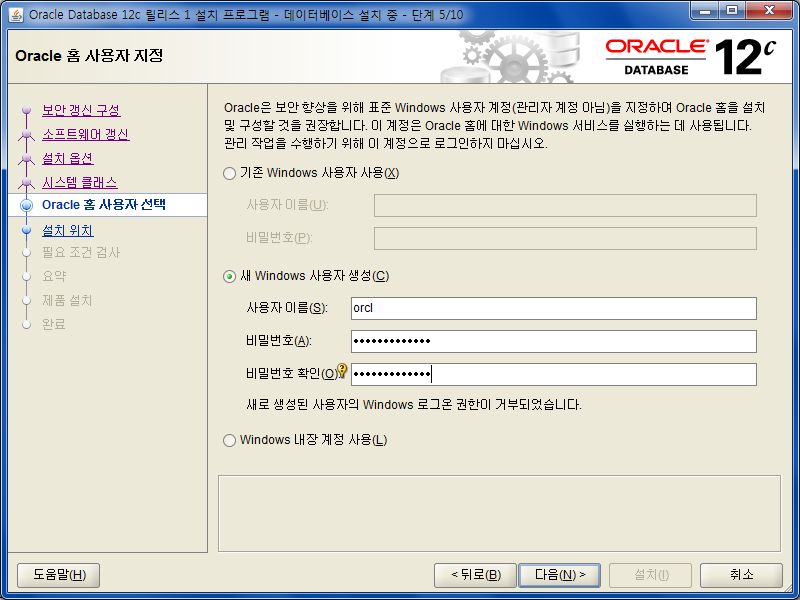 Oracle Database 12c 릴리스 1 설치 프로그램 - 데이터베이스 설치 중 - 단계 5/10
Oracle 홈 사용자 지정
ORACLE®
DATABASE
12c
보안 갱신 구성
소프트웨어 갱신
설치 옵션
시스템 클래스
Oracle 홈 사용자 선택
설치 위치
필요 조건 검사
요약
제품 설치
완료
Oracle은 보안 향상을 위해 표준 Windows 사용자 계정(관리자 계정 아님)을 지정하며 Oracle 홈을 설치
및 구성할 것을 권장합니다. 이 계정은 Oracle 홈에 대한 Windows 서비스를 실행하는 데 사용됩니다.
관리 작업을 수행하기 위해 이 계정으로 로그인하지 마십시오.
기존 Windows 사용자 사용(X)
사용자 이름(U):
비밀번호(P):
새 Windows 사용자 생성(C)
사용자 이름(S):
orcl
비밀번호(A):
•••••••••••••
비밀번호 확인(O):
•••••••••••••
새로 생성된 사용자의 Windows 로그온 권한이 거부되었습니다.
Windows 내장 계정 사용(L)
도움말(H)
< 뒤로(B)
다음(N) >
설치(I)
취소